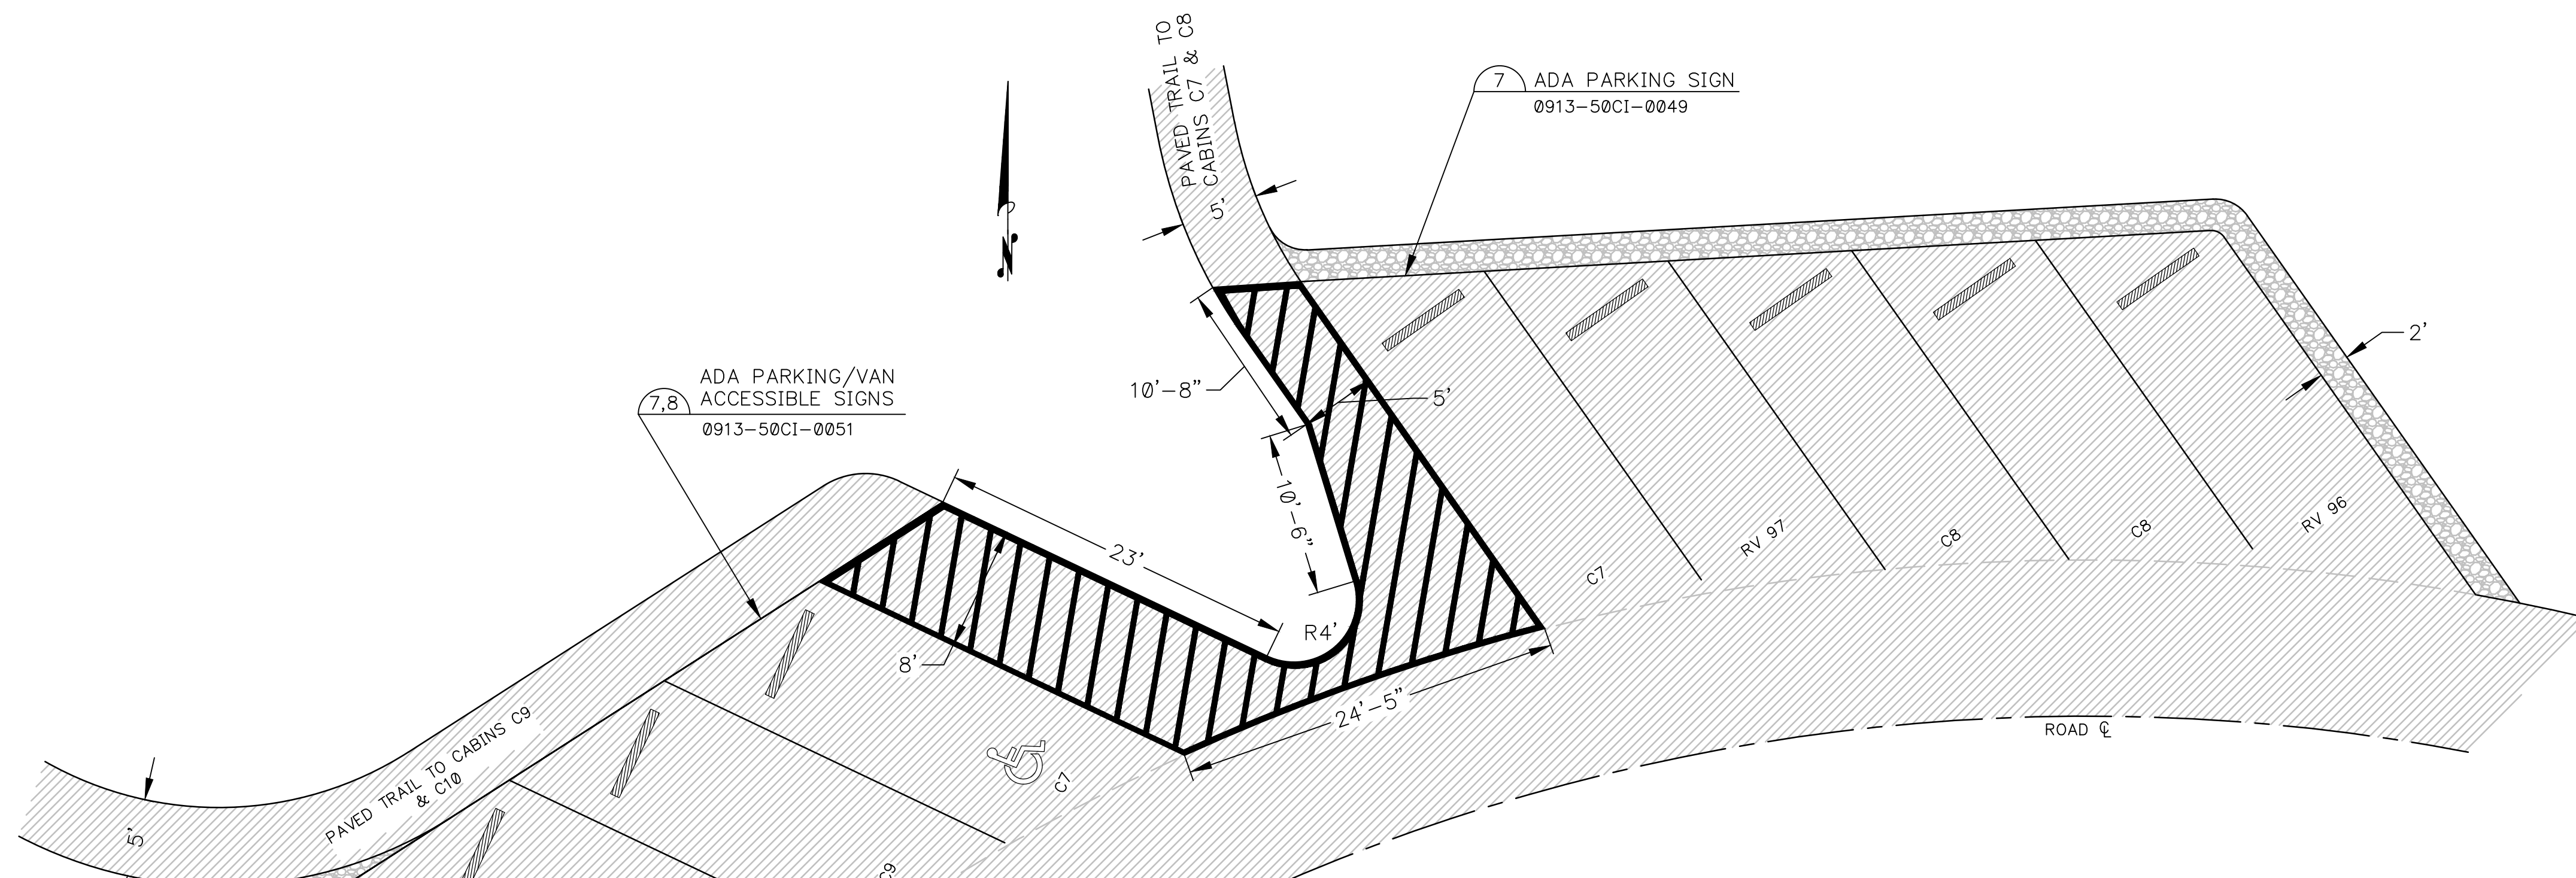 PAVED TRAIL TO
CABINS C7 & C8
7
ADA PARKING SIGN
0913-50CI-0049
5'
N
2'
10'-8"
5'
ADA PARKING/VAN
7,8
ACCESSIBLE SIGNS
0913-50CI-0051
10'-6"
23'
R4'
8'
24'-5"
C7
RV 97
C8
C8
RV 96
ROAD ℄
PAVED TRAIL TO CABINS C9
& C10
5'
C7
C9